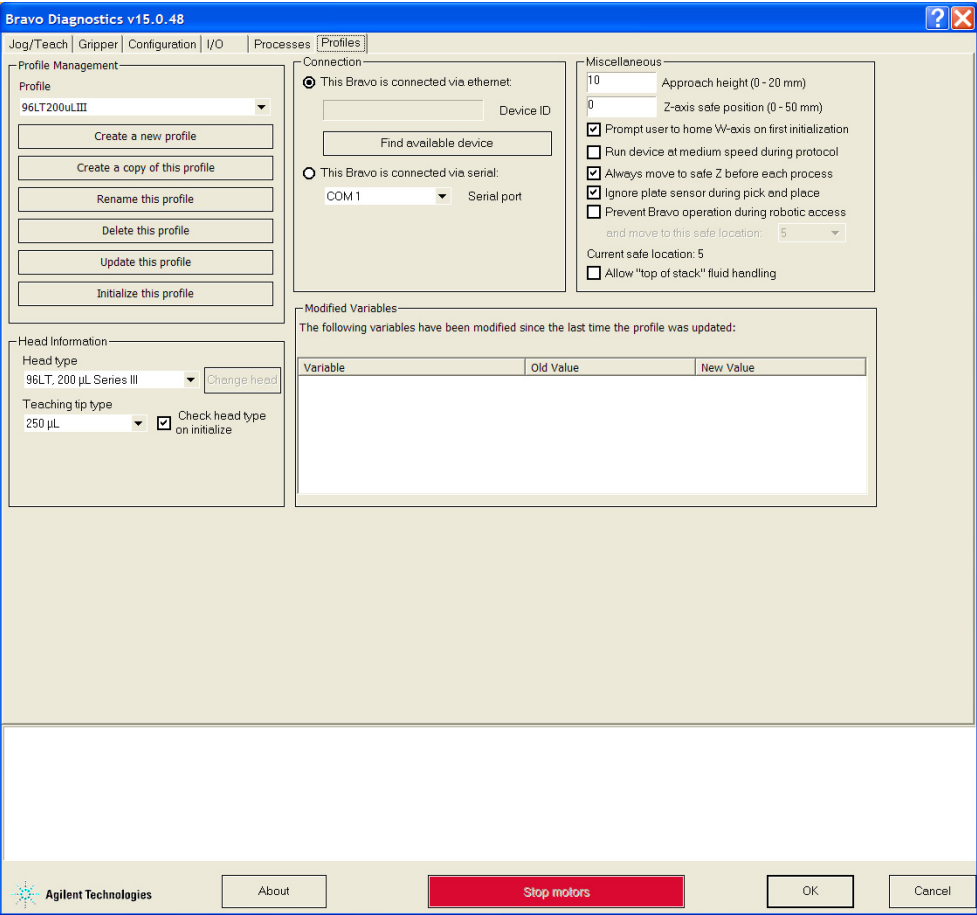 Bravo Diagnostics v15.0.48
?
Jog/Teach Gripper Configuration I/O Processes Profiles
Profile Management
Profile
96LT200uLIII
Create a new profile
Create a copy of this profile
Rename this profile
Delete this profile
Update this profile
Initialize this profile
Head Information
Head type
96LT, 200 µL Series III
Change head
Teaching tip type
250 µL
Check head type
on initialize
Connection
This Bravo is connected via ethernet:
Device ID
Find available device
This Bravo is connected via serial:
COM 1 Serial port
Miscellaneous
10 Approach height (0 - 20 mm)
0 Z-axis safe position (0 - 50 mm)
Prompt user to home W-axis on first initialization
Run device at medium speed during protocol
Always move to safe Z before each process
Ignore plate sensor during pick and place
Prevent Bravo operation during robotic access
and move to this safe location: 5
Current safe location: 5
Allow "top of stack" fluid handling
Modified Variables
The following variables have been modified since the last time the profile was updated:
Variable Old Value New Value
Agilent Technologies
About
Stop motors
OK
Cancel